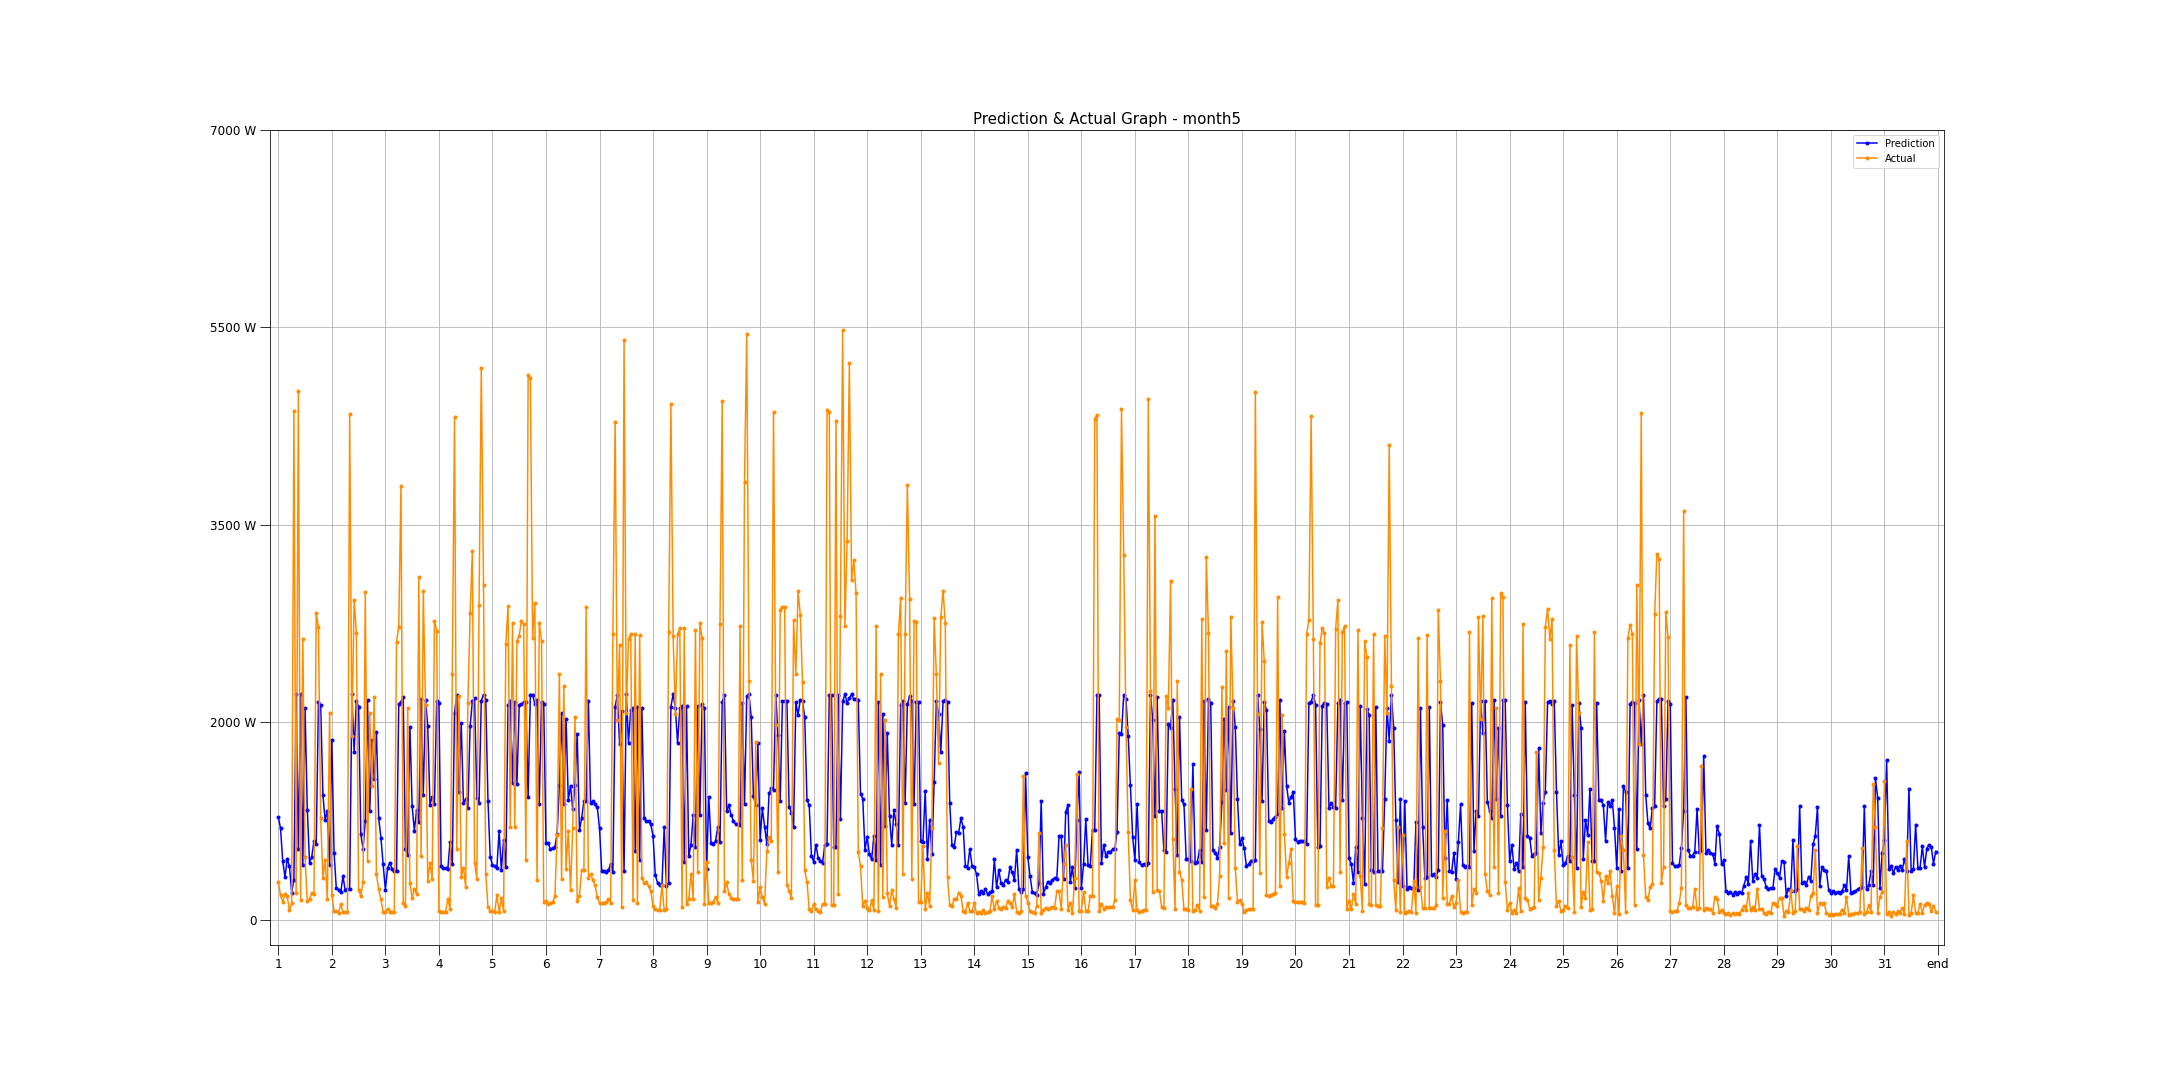 Prediction & Actual Graph - month5
7000 W
5500 W
3500 W
2000 W
0
Prediction
Actual
1 2 3 4 5 6 7 8 9 10 11 12 13 14 15 16 17 18 19 20 21 22 23 24 25 26 27 28 29 30 31 end